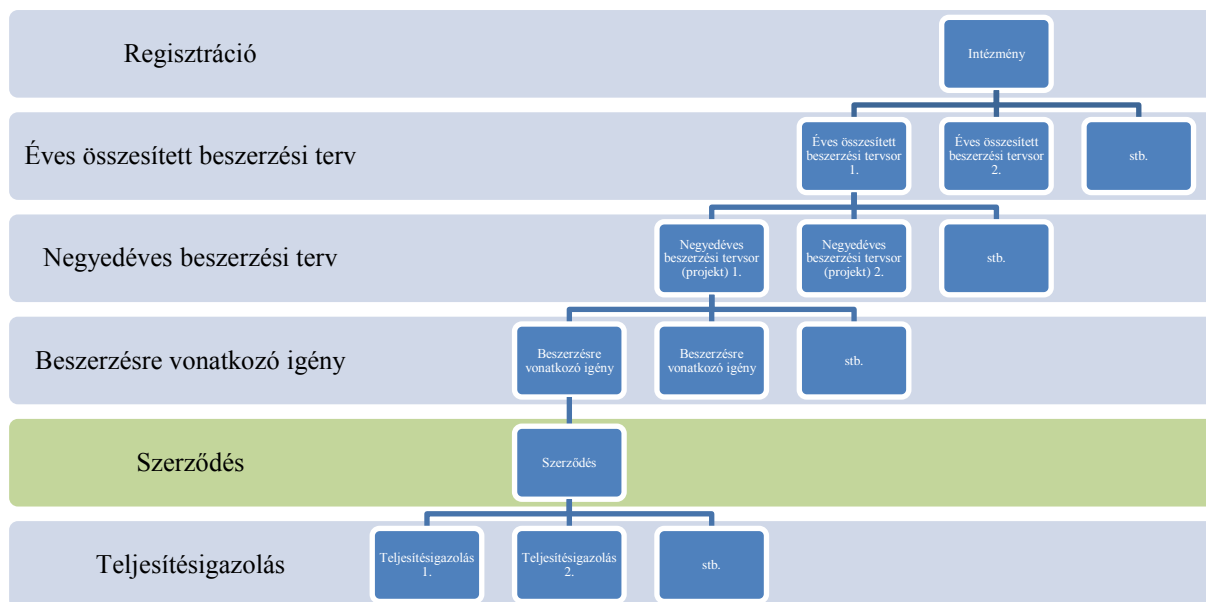 Regisztráció
Intézmény
Éves összesített beszerzési terv
Éves összesített
beszerzési tervsor
1.
Éves összesített
beszerzési tervsor
2.
stb.
Negyedéves beszerzési terv
Negyedéves
beszerzési tervsor
(projekt) 1.
Negyedéves
beszerzési tervsor
(projekt) 2.
stb.
Beszerzésre vonatkozó igény
Beszerzésre
vonatkozó igény
Beszerzésre
vonatkozó igény
stb.
Szerződés
Szerződés
Teljesítésigazolás
Teljesítésigazolás
1.
Teljesítésigazolás
2.
stb.